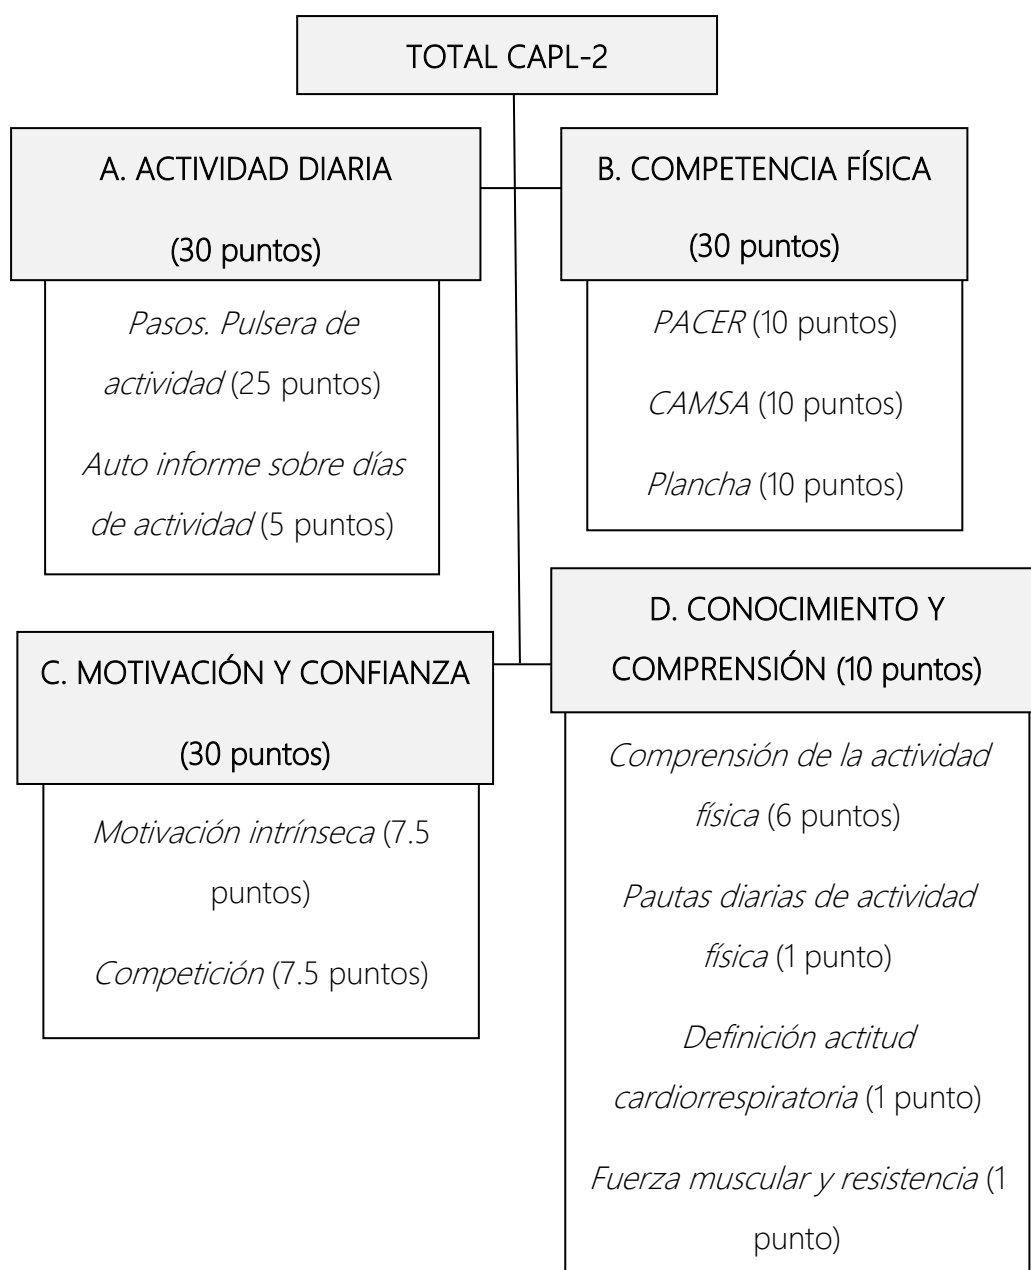 TOTAL CAPL-2
A. ACTIVIDAD DIARIA
(30 puntos)
Pasos. Pulsera de
actividad (25 puntos)
Auto informe sobre días
de actividad (5 puntos)
B. COMPETENCIA FÍSICA
(30 puntos)
PACER (10 puntos)
CAMSA (10 puntos)
Plancha (10 puntos)
C. MOTIVACIÓN Y CONFIANZA
(30 puntos)
Motivación intrínseca (7.5
puntos)
Competición (7.5 puntos)
D. CONOCIMIENTO Y
COMPRENSIÓN (10 puntos)
Comprensión de la actividad
física (6 puntos)
Pautas diarias de actividad
física (1 punto)
Definición actitud
cardiorrespiratoria (1 punto)
Fuerza muscular y resistencia (1
punto)